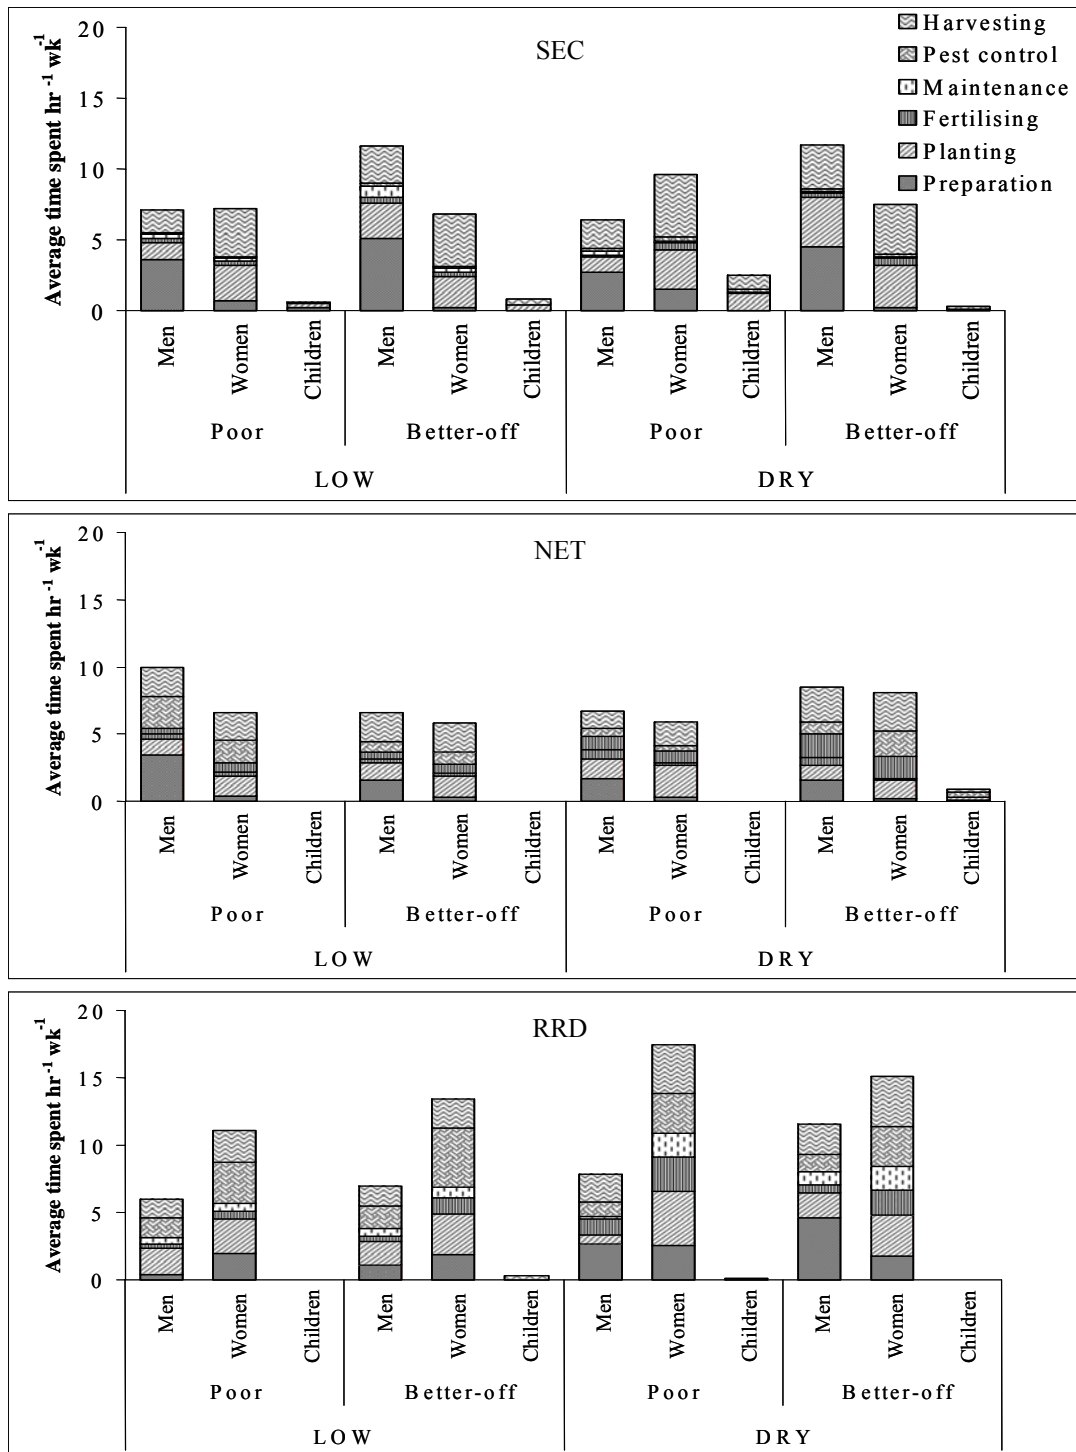 SEC
Average time spent hr⁻¹ wk⁻¹
20
15
10
5
0
Harvesting
Pest control
Maintenance
Fertilising
Planting
Preparation
Men Women Children Men Women Children Men Women Children Men Women Children
Poor Better-off Poor Better-off
LOW DRY
NET
Average time spent hr⁻¹ wk⁻¹
20
15
10
5
0
Men Women Children Men Women Children Men Women Children Men Women Children
Poor Better-off Poor Better-off
LOW DRY
RRD
Average time spent hr⁻¹ wk⁻¹
20
15
10
5
0
Men Women Children Men Women Children Men Women Children Men Women Children
Poor Better-off Poor Better-off
LOW DRY